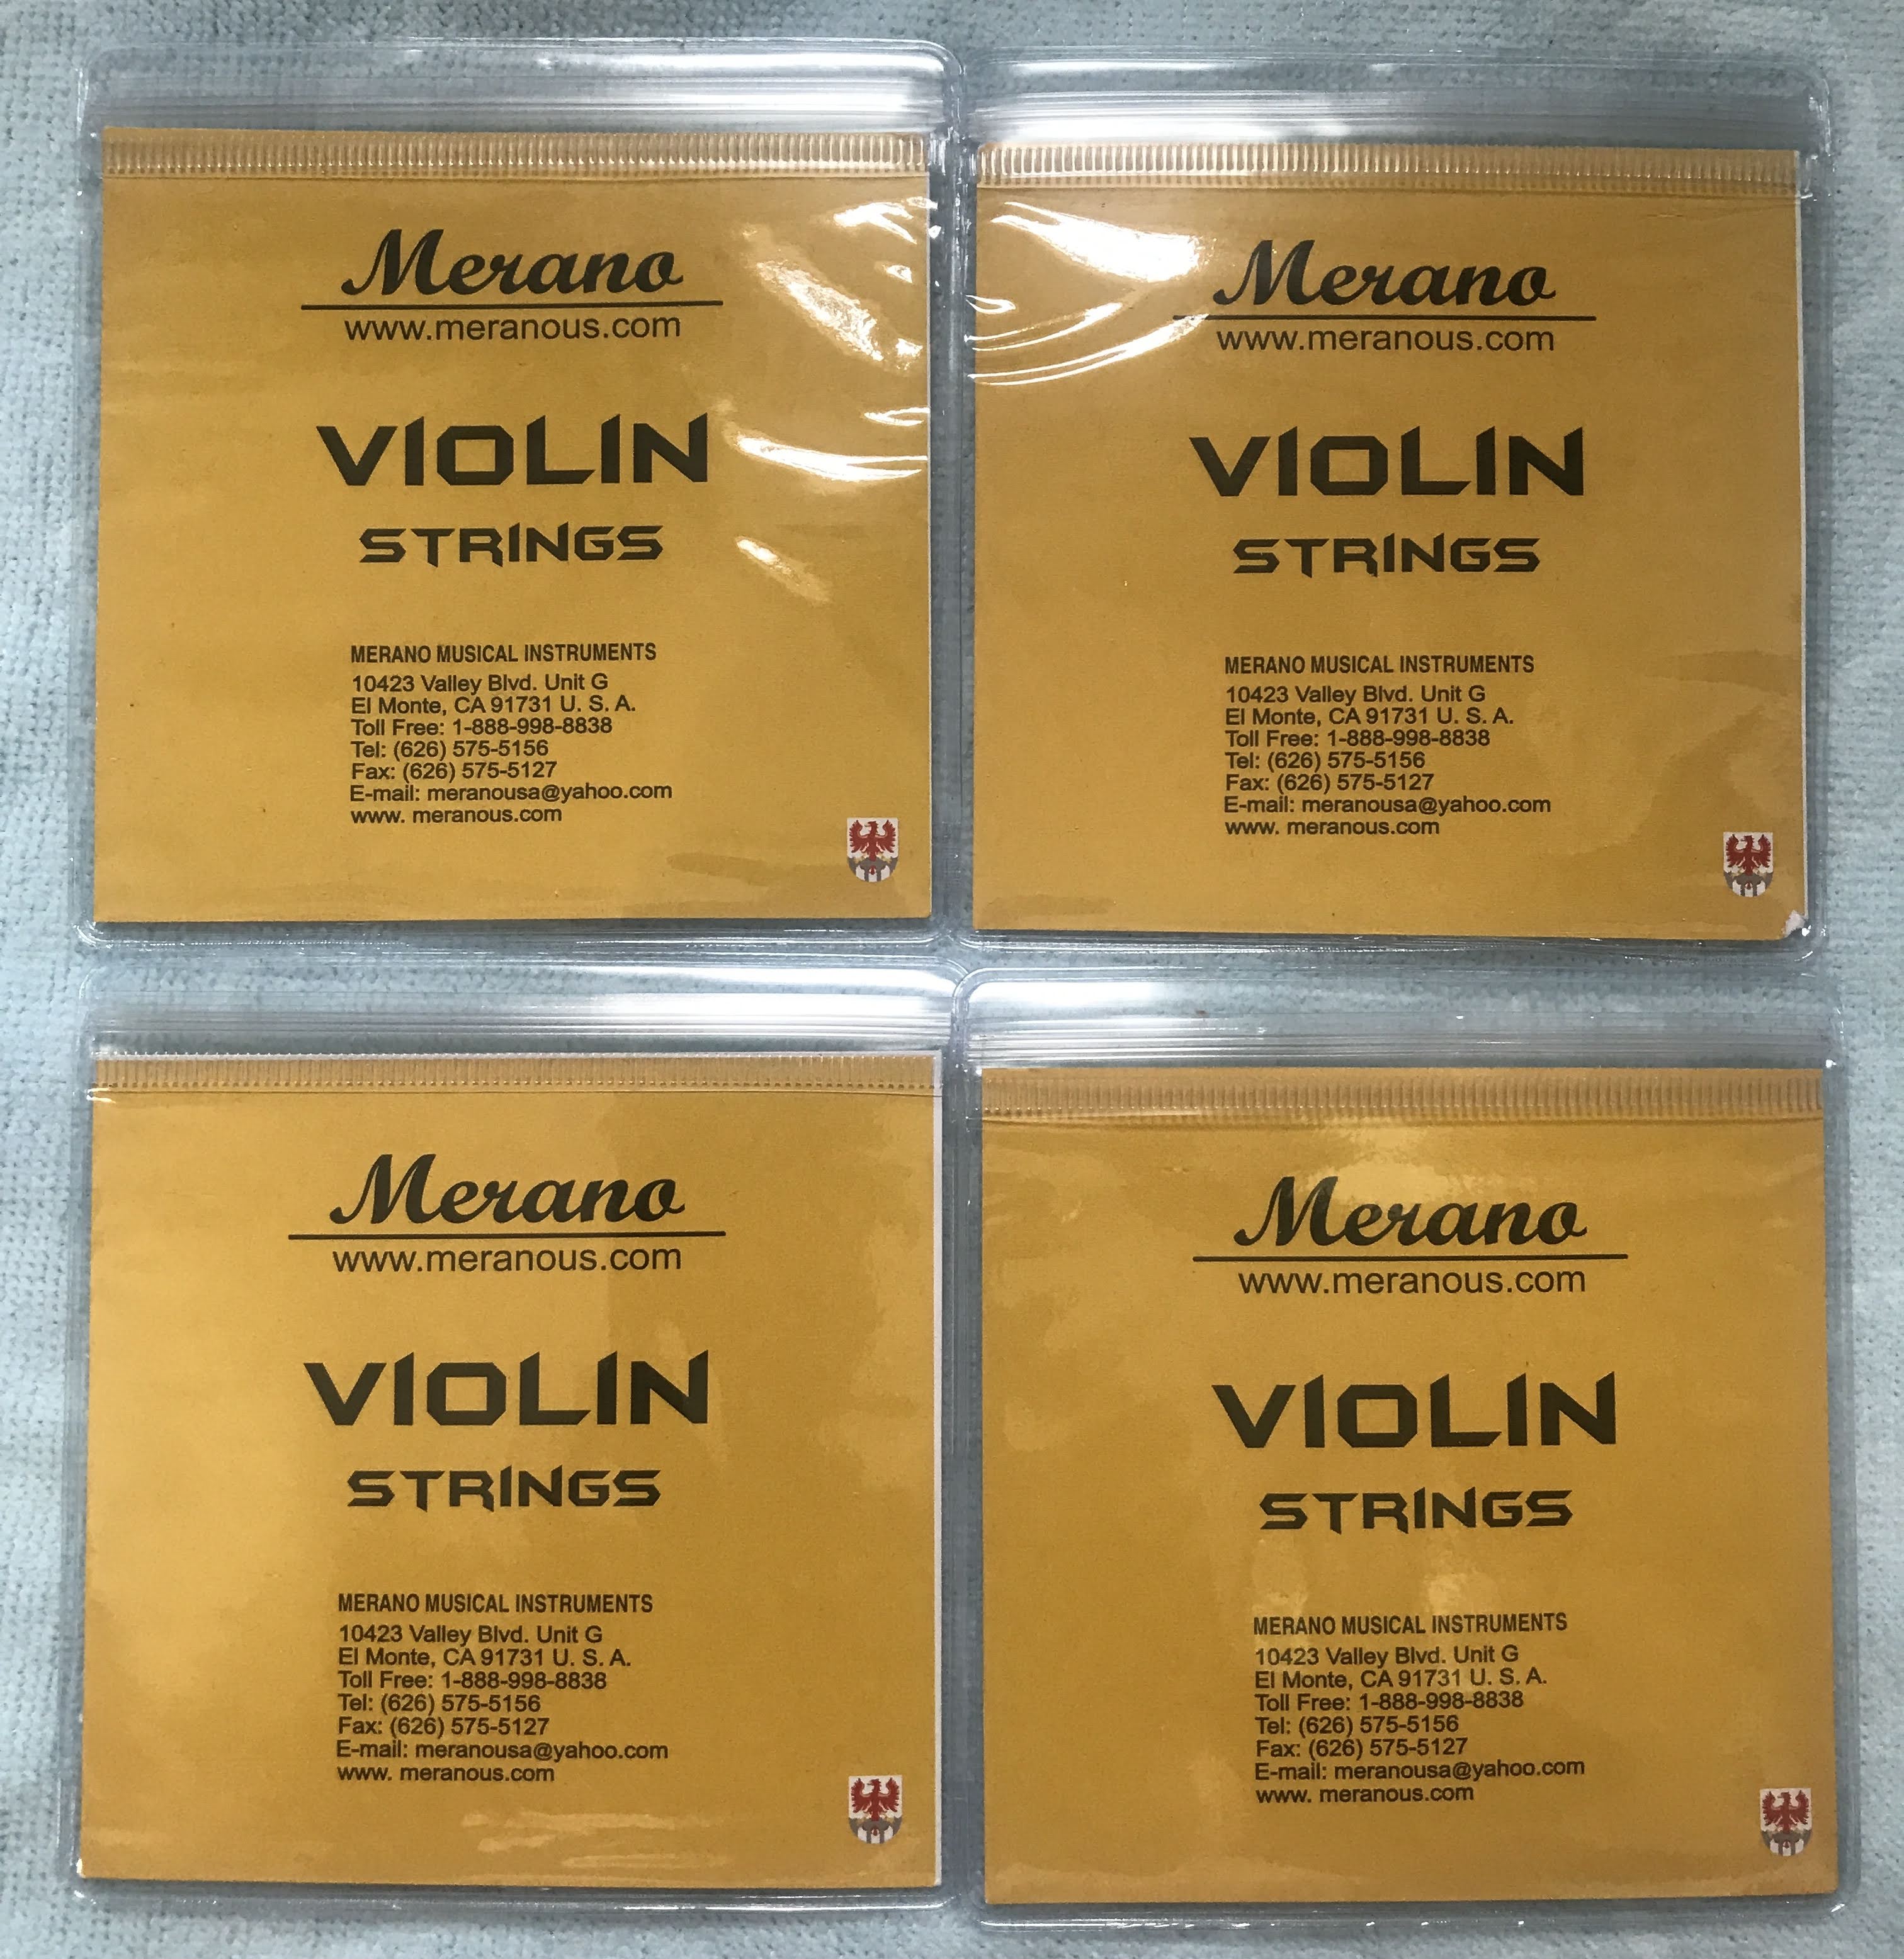 Merano
www.meranous.com
VIOLIN
STRINGS
MERANO MUSICAL INSTRUMENTS
10423 Valley Blvd. Unit G
El Monte, CA 91731 U. S. A.
Toll Free: 1-888-998-8838
Tel: (626) 575-5156
Fax: (626) 575-5127
E-mail: meranousa@yahoo.com
www. meranous.com
Merano
www.meranous.com
VIOLIN
STRINGS
MERANO MUSICAL INSTRUMENTS
10423 Valley Blvd. Unit G
El Monte, CA 91731 U. S. A.
Toll Free: 1-888-998-8838
Tel: (626) 575-5156
Fax: (626) 575-5127
E-mail: meranousa@yahoo.com
www. meranous.com
Merano
www.meranous.com
VIOLIN
STRINGS
MERANO MUSICAL INSTRUMENTS
10423 Valley Blvd. Unit G
El Monte, CA 91731 U. S. A.
Toll Free: 1-888-998-8838
Tel: (626) 575-5156
Fax: (626) 575-5127
E-mail: meranousa@yahoo.com
www. meranous.com
Merano
www.meranous.com
VIOLIN
STRINGS
MERANO MUSICAL INSTRUMENTS
10423 Valley Blvd. Unit G
El Monte, CA 91731 U. S. A.
Toll Free: 1-888-998-8838
Tel: (626) 575-5156
Fax: (626) 575-5127
E-mail: meranousa@yahoo.com
www. meranous.com